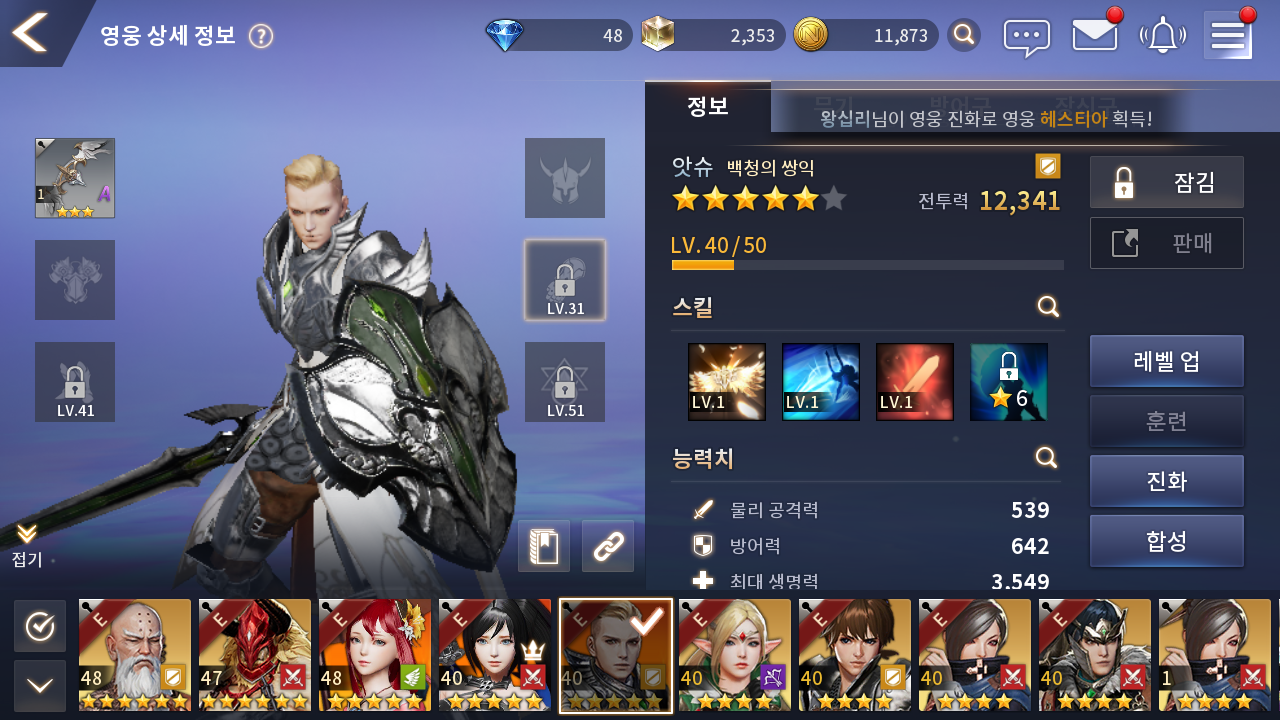 영웅 상세 정보 ?
48
2,353
N
11,873
정보
왕십리님이 영웅 진화로 영웅 헤스티아 획득!
앗슈 백청의 쌍익
전투력 12,341
잠김
판매
LV.40/50
스킬
LV.1
LV.1
LV.1
6
레벨 업
훈련
진화
합성
능력치
물리 공격력 539
방어력 642
최대 생명력 3,549
1
A
LV.31
LV.41
LV.51
접기
E 48
E 47
E 48
E 40
E 40
E 40
E 40
E 40
E 40
1